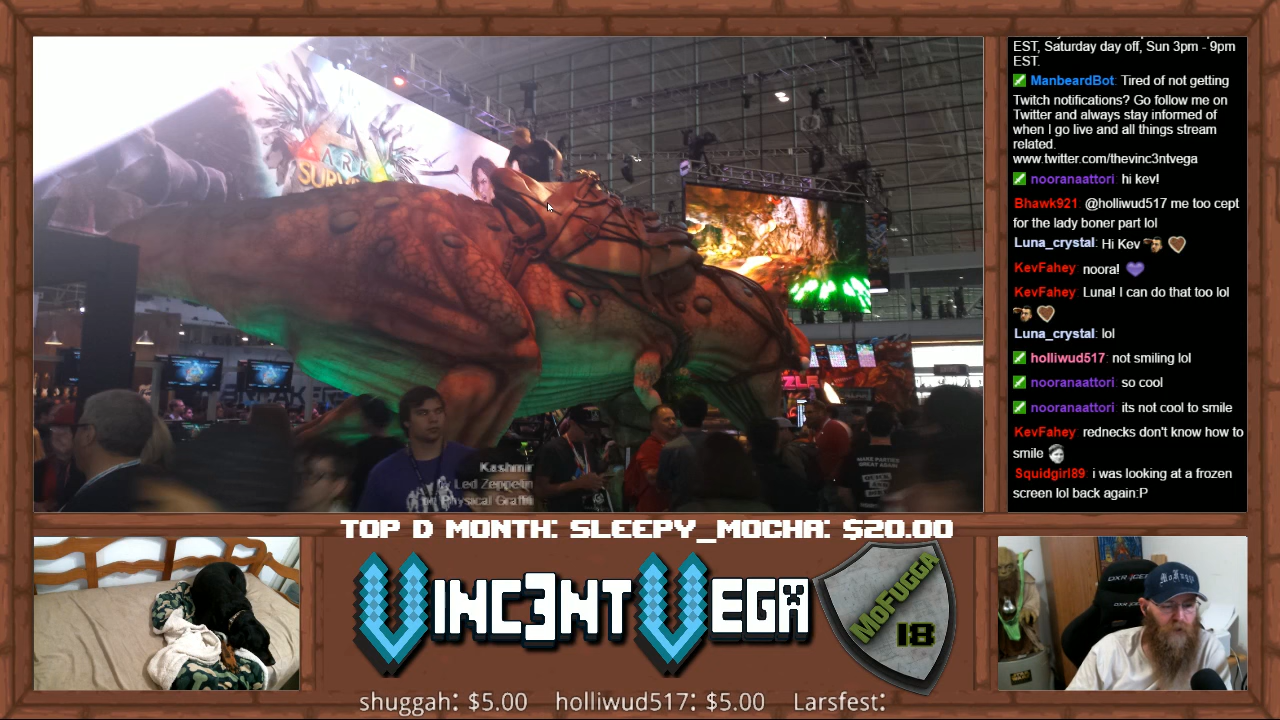 ARK
Kashmir
by Led Zeppelin
on Physical Graffiti
EST, Saturday day off, Sun 3pm - 9pm
EST.
ManbeardBot: Tired of not getting
Twitch notifications? Go follow me on
Twitter and always stay informed of
when I go live and all things stream
related.
www.twitter.com/thevinc3ntvega
nooranaattori: hi kev!
Bhawk921: @holliwud517 me too cept
for the lady boner part lol
Luna_crystal: Hi Kev
KevFahey: noora!
KevFahey: Luna! I can do that too lol
Luna_crystal: lol
holliwud517: not smiling lol
nooranaattori: so cool
nooranaattori: its not cool to smile
KevFahey: rednecks don't know how to
smile
Squidgirl89: i was looking at a frozen
screen lol back again:P
TOP D MONTH: SLEEPY_MOCHA: $20.00
VINC3NTVEGA
MOFUGGA
18
DXRACER
MoFugga
shuggah: $5.00 holliwud517: $5.00 Larsfest: